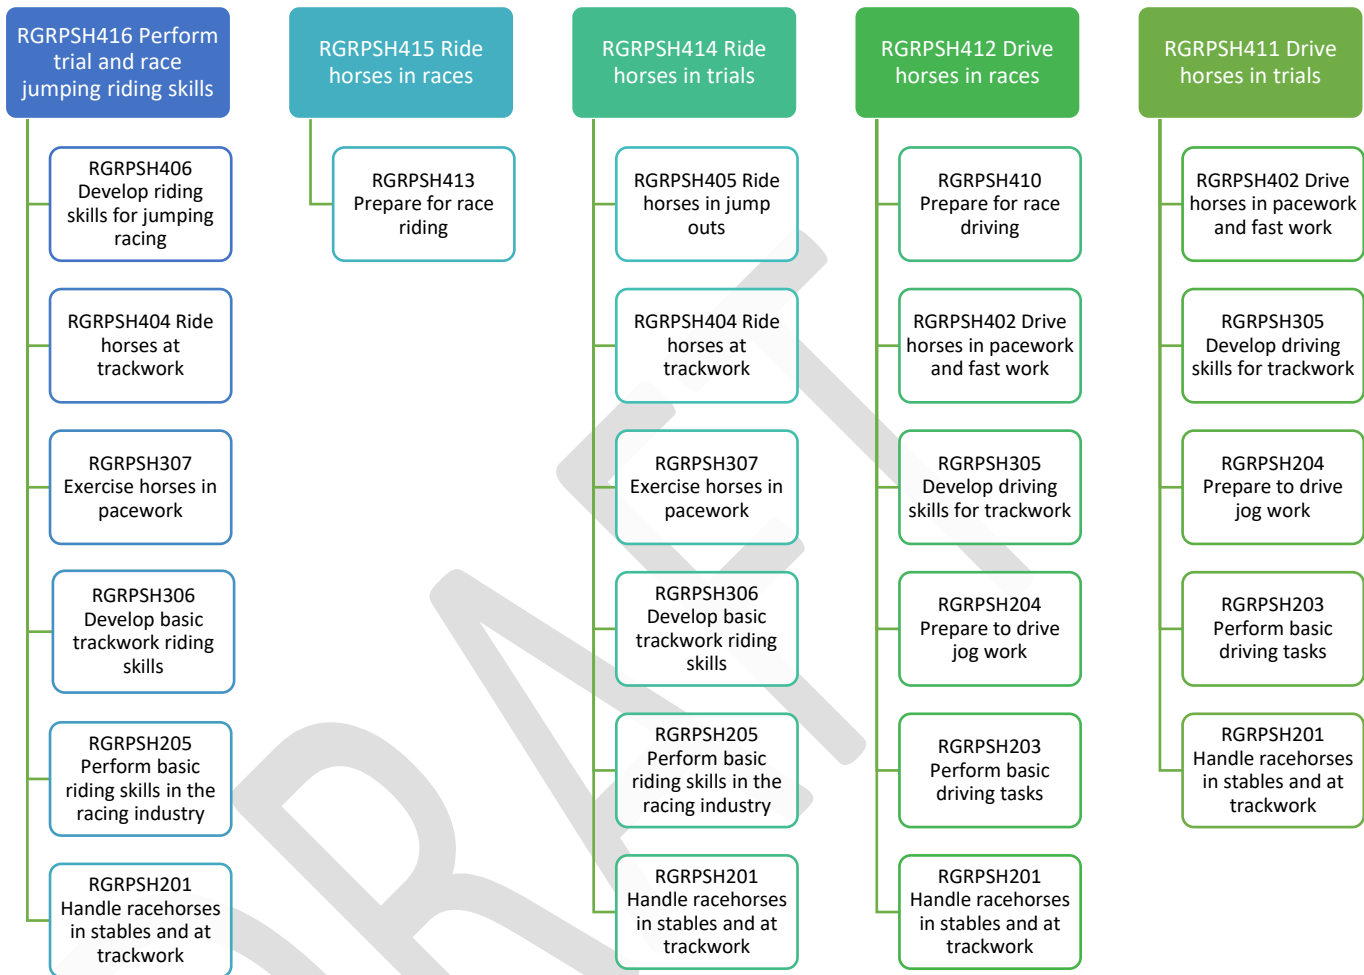 RGRPSH416 Perform
trial and race
jumping riding skills
RGRPSH406
Develop riding
skills for jumping
racing
RGRPSH404 Ride
horses at
trackwork
RGRPSH307
Exercise horses in
pacework
RGRPSH306
Develop basic
trackwork riding
skills
RGRPSH205
Perform basic
riding skills in the
racing industry
RGRPSH201
Handle racehorses
in stables and at
trackwork
RGRPSH415 Ride
horses in races
RGRPSH413
Prepare for race
riding
RGRPSH414 Ride
horses in trials
RGRPSH405 Ride
horses in jump
outs
RGRPSH404 Ride
horses at
trackwork
RGRPSH307
Exercise horses in
pacework
RGRPSH306
Develop basic
trackwork riding
skills
RGRPSH205
Perform basic
riding skills in the
racing industry
RGRPSH201
Handle racehorses
in stables and at
trackwork
RGRPSH412 Drive
horses in races
RGRPSH410
Prepare for race
driving
RGRPSH402 Drive
horses in pacework
and fast work
RGRPSH305
Develop driving
skills for trackwork
RGRPSH204
Prepare to drive
jog work
RGRPSH203
Perform basic
driving tasks
RGRPSH201
Handle racehorses
in stables and at
trackwork
RGRPSH411 Drive
horses in trials
RGRPSH402 Drive
horses in pacework
and fast work
RGRPSH305
Develop driving
skills for trackwork
RGRPSH204
Prepare to drive
jog work
RGRPSH203
Perform basic
driving tasks
RGRPSH201
Handle racehorses
in stables and at
trackwork
DRAFT